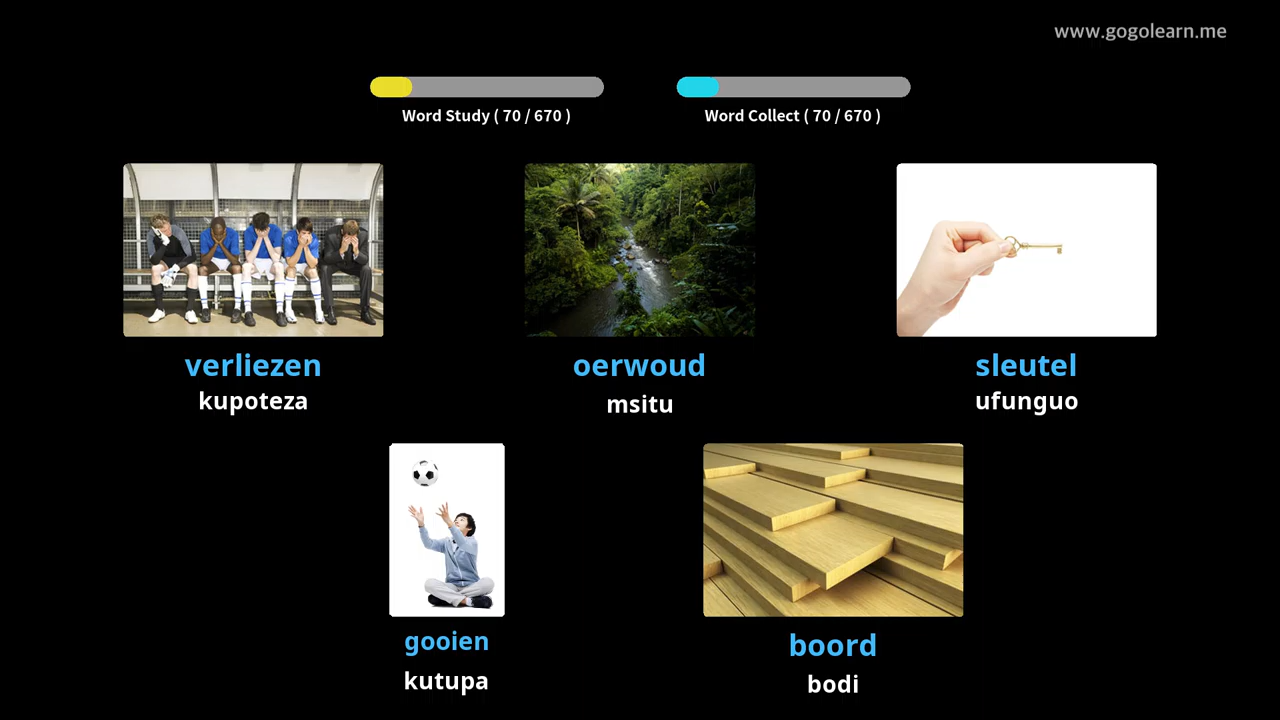 www.gogolearn.me
Word Study ( 70 / 670 )
Word Collect ( 70 / 670 )
verliezen
kupoteza
oerwoud
msitu
sleutel
ufunguo
gooien
kutupa
boord
bodi